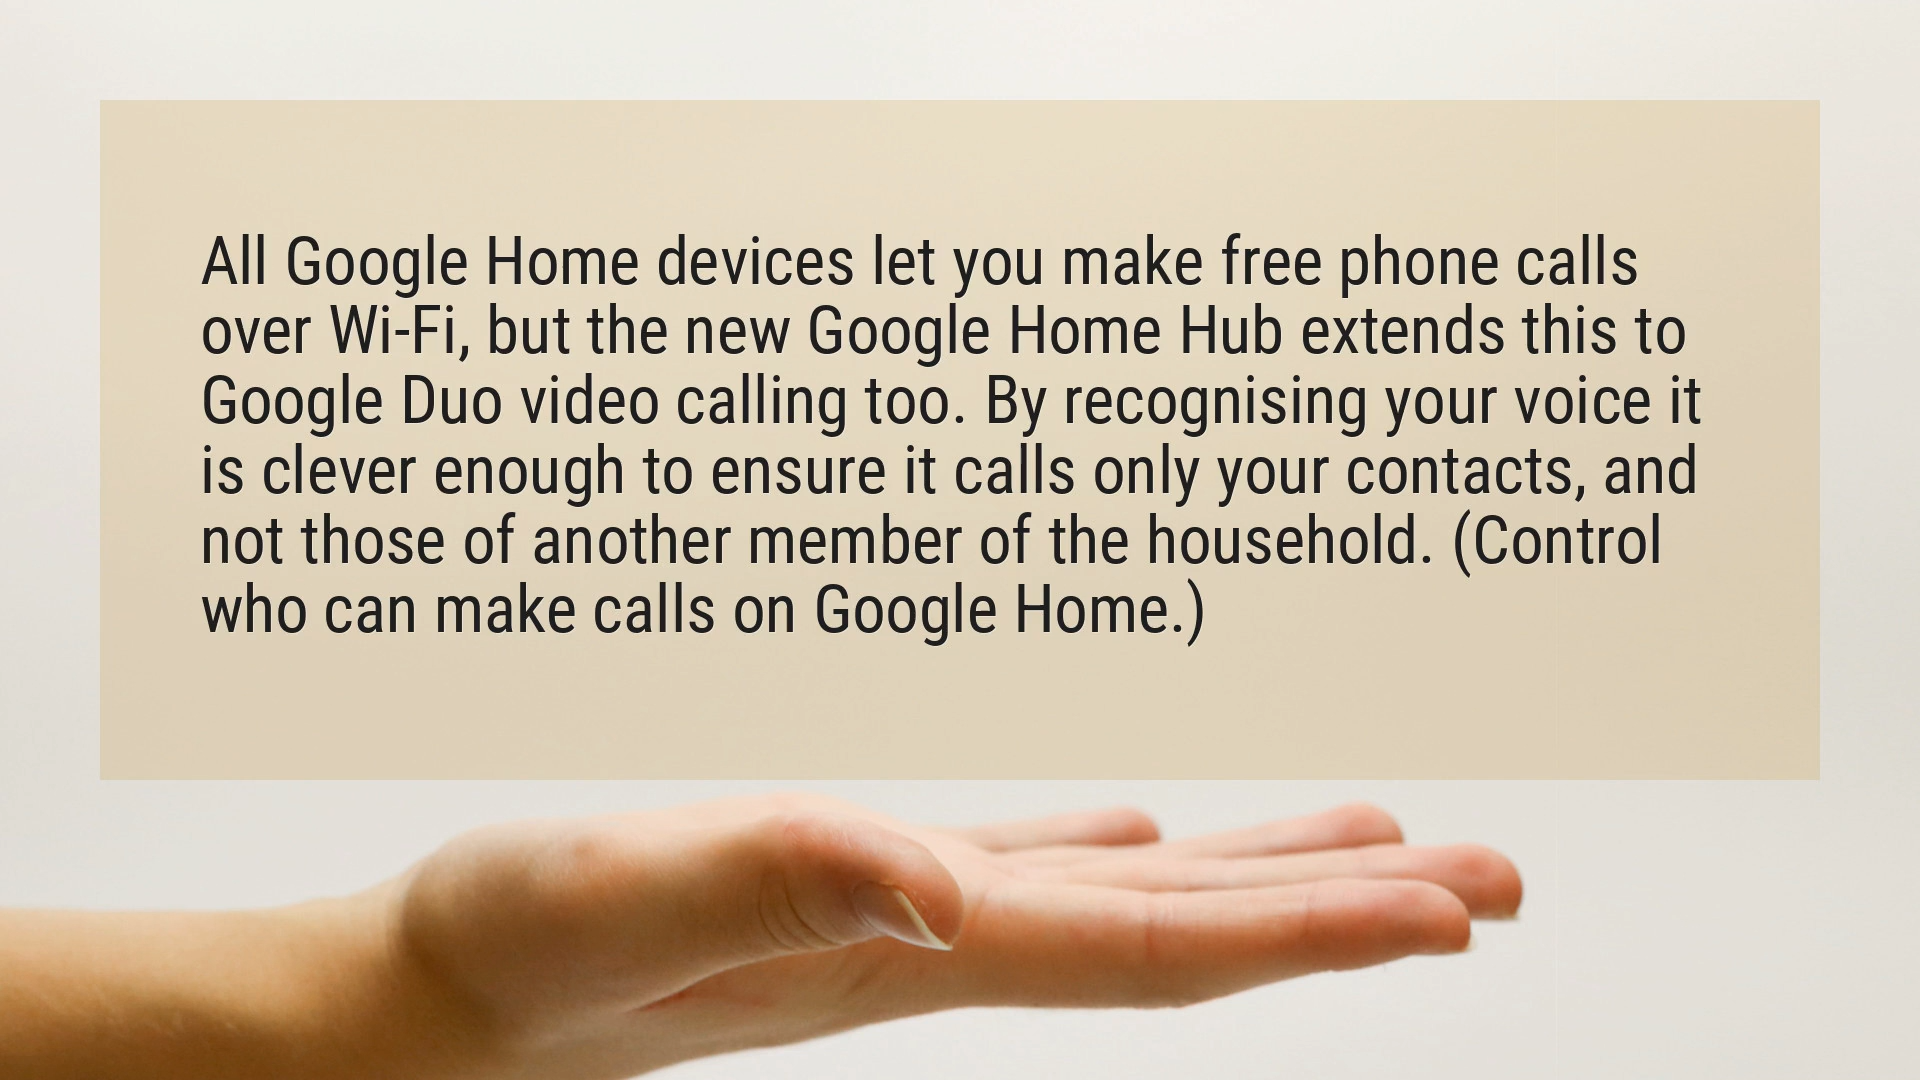 All Google Home devices let you make free phone calls
over Wi-Fi, but the new Google Home Hub extends this to
Google Duo video calling too. By recognising your voice it
is clever enough to ensure it calls only your contacts, and
not those of another member of the household. (Control
who can make calls on Google Home.)